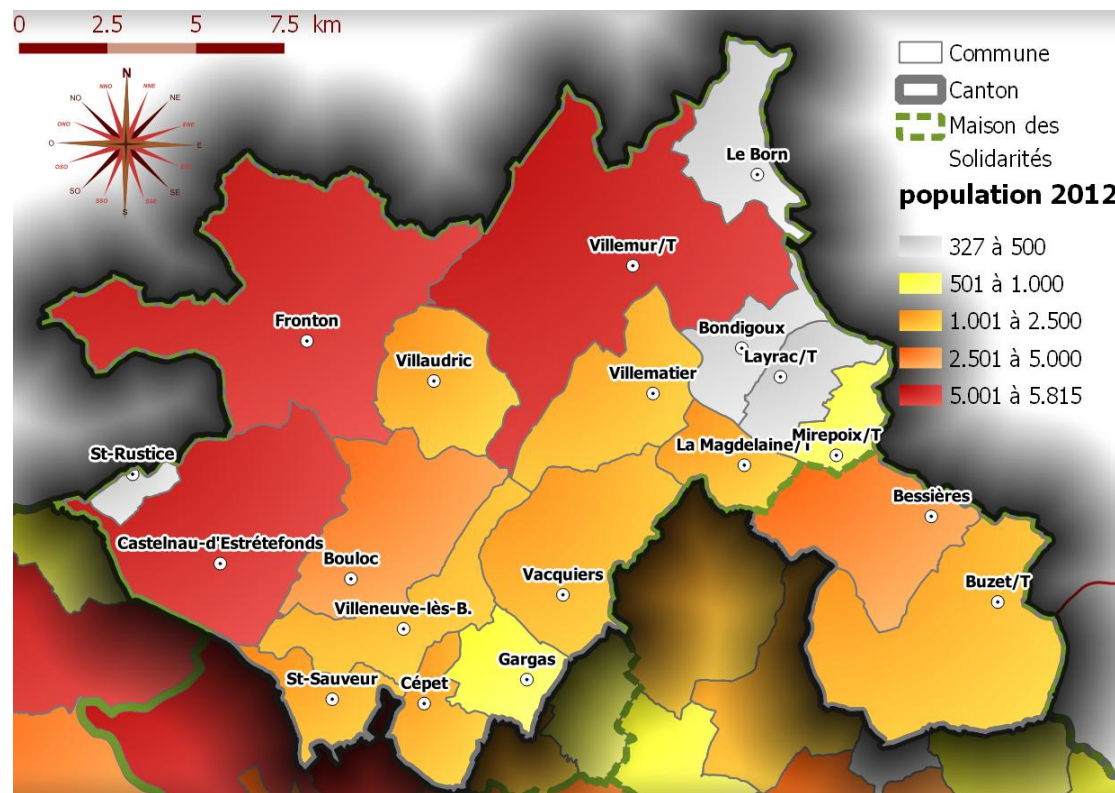 0 2.5 5 7.5 km
N
NNO NNE
NO NE
ONO ENE
O E
OSO
SO SE
SSO SSE
S
Commune
Canton
Maison des
Solidarités
population 2012
327 à 500
501 à 1.000
1.001 à 2.500
2.501 à 5.000
5.001 à 5.815
Le Born
Villemur/T
Fronton
Bondigoux
Villaudric
Layrac/T
Villematier
La Magdelaine/T
Mirepoix/T
St-Rustice
Bessières
Castelnau-d'Estrétefonds
Bouloc
Vacquiers
Buzet/T
Villeneuve-lès-B.
Gargas
St-Sauveur
Cépet